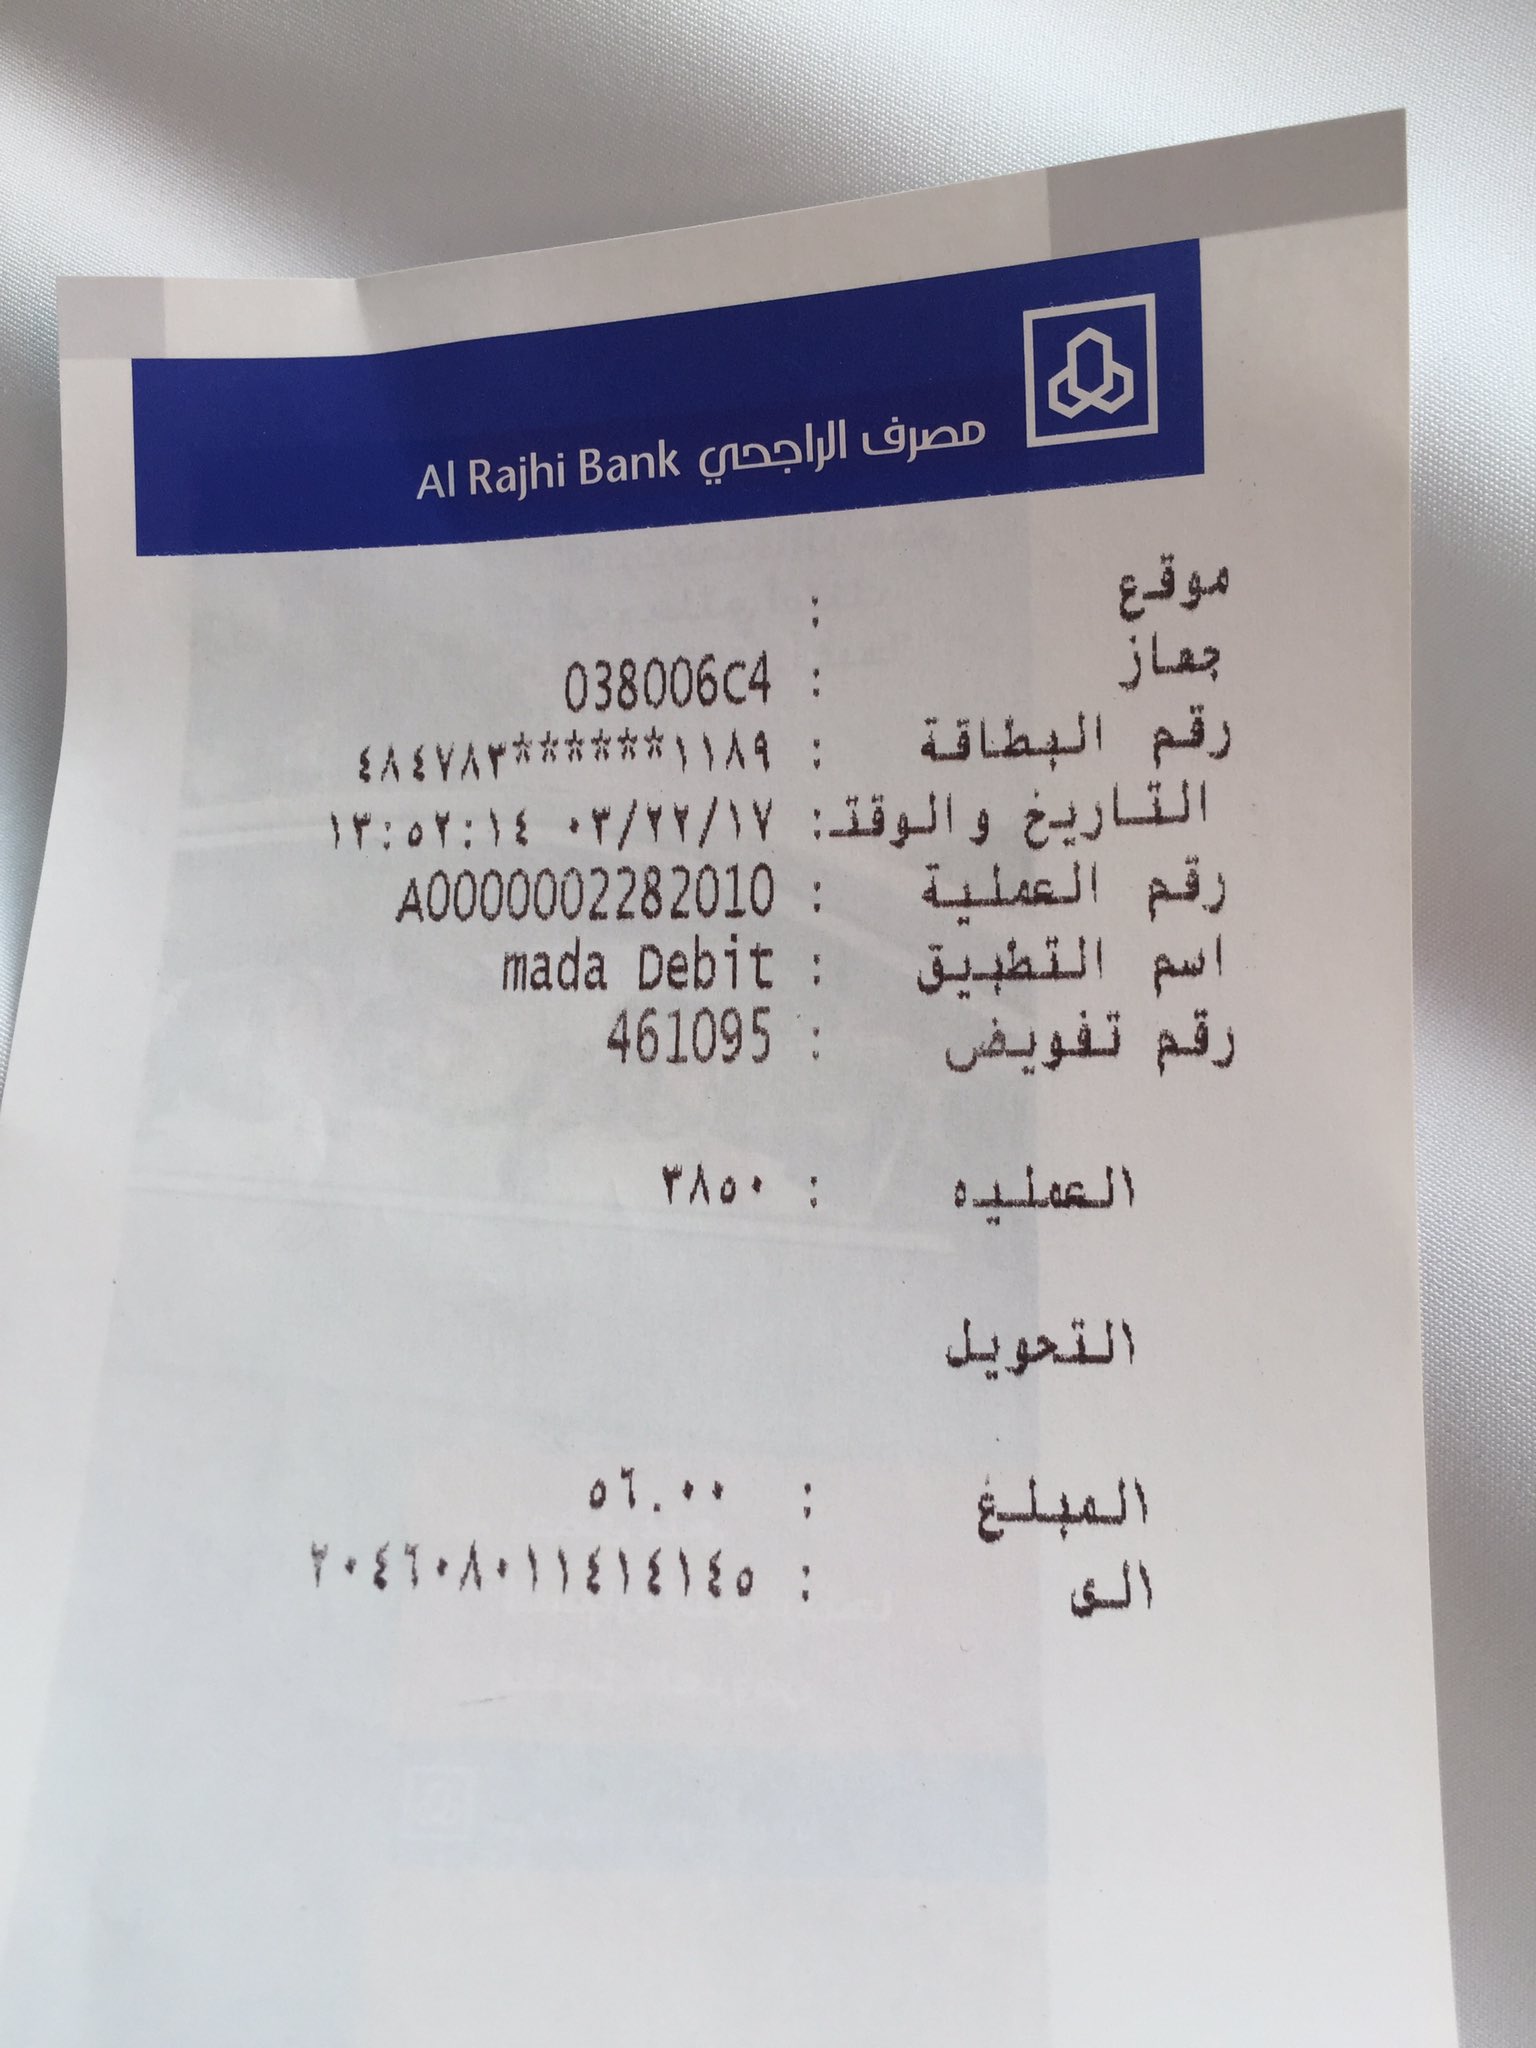 مصرف الراجحي Al Rajhi Bank
موقع :
جهاز : 038006C4
رقم البطاقة : ٤٨٤٧٨٣******١١٨٩
التاريخ والوقت: ٠٣/٢٢/١٧ ١٣:٥٢:١٤
رقم العملية : A0000002282010
اسم التطبيق : mada Debit
رقم تفويض : 461095
العمليه : ٣٨٥٠
التحويل
المبلغ : ٥٦.٠٠
الى : ٢٠٤٦٠٨٠١١٤١٤١٤٥